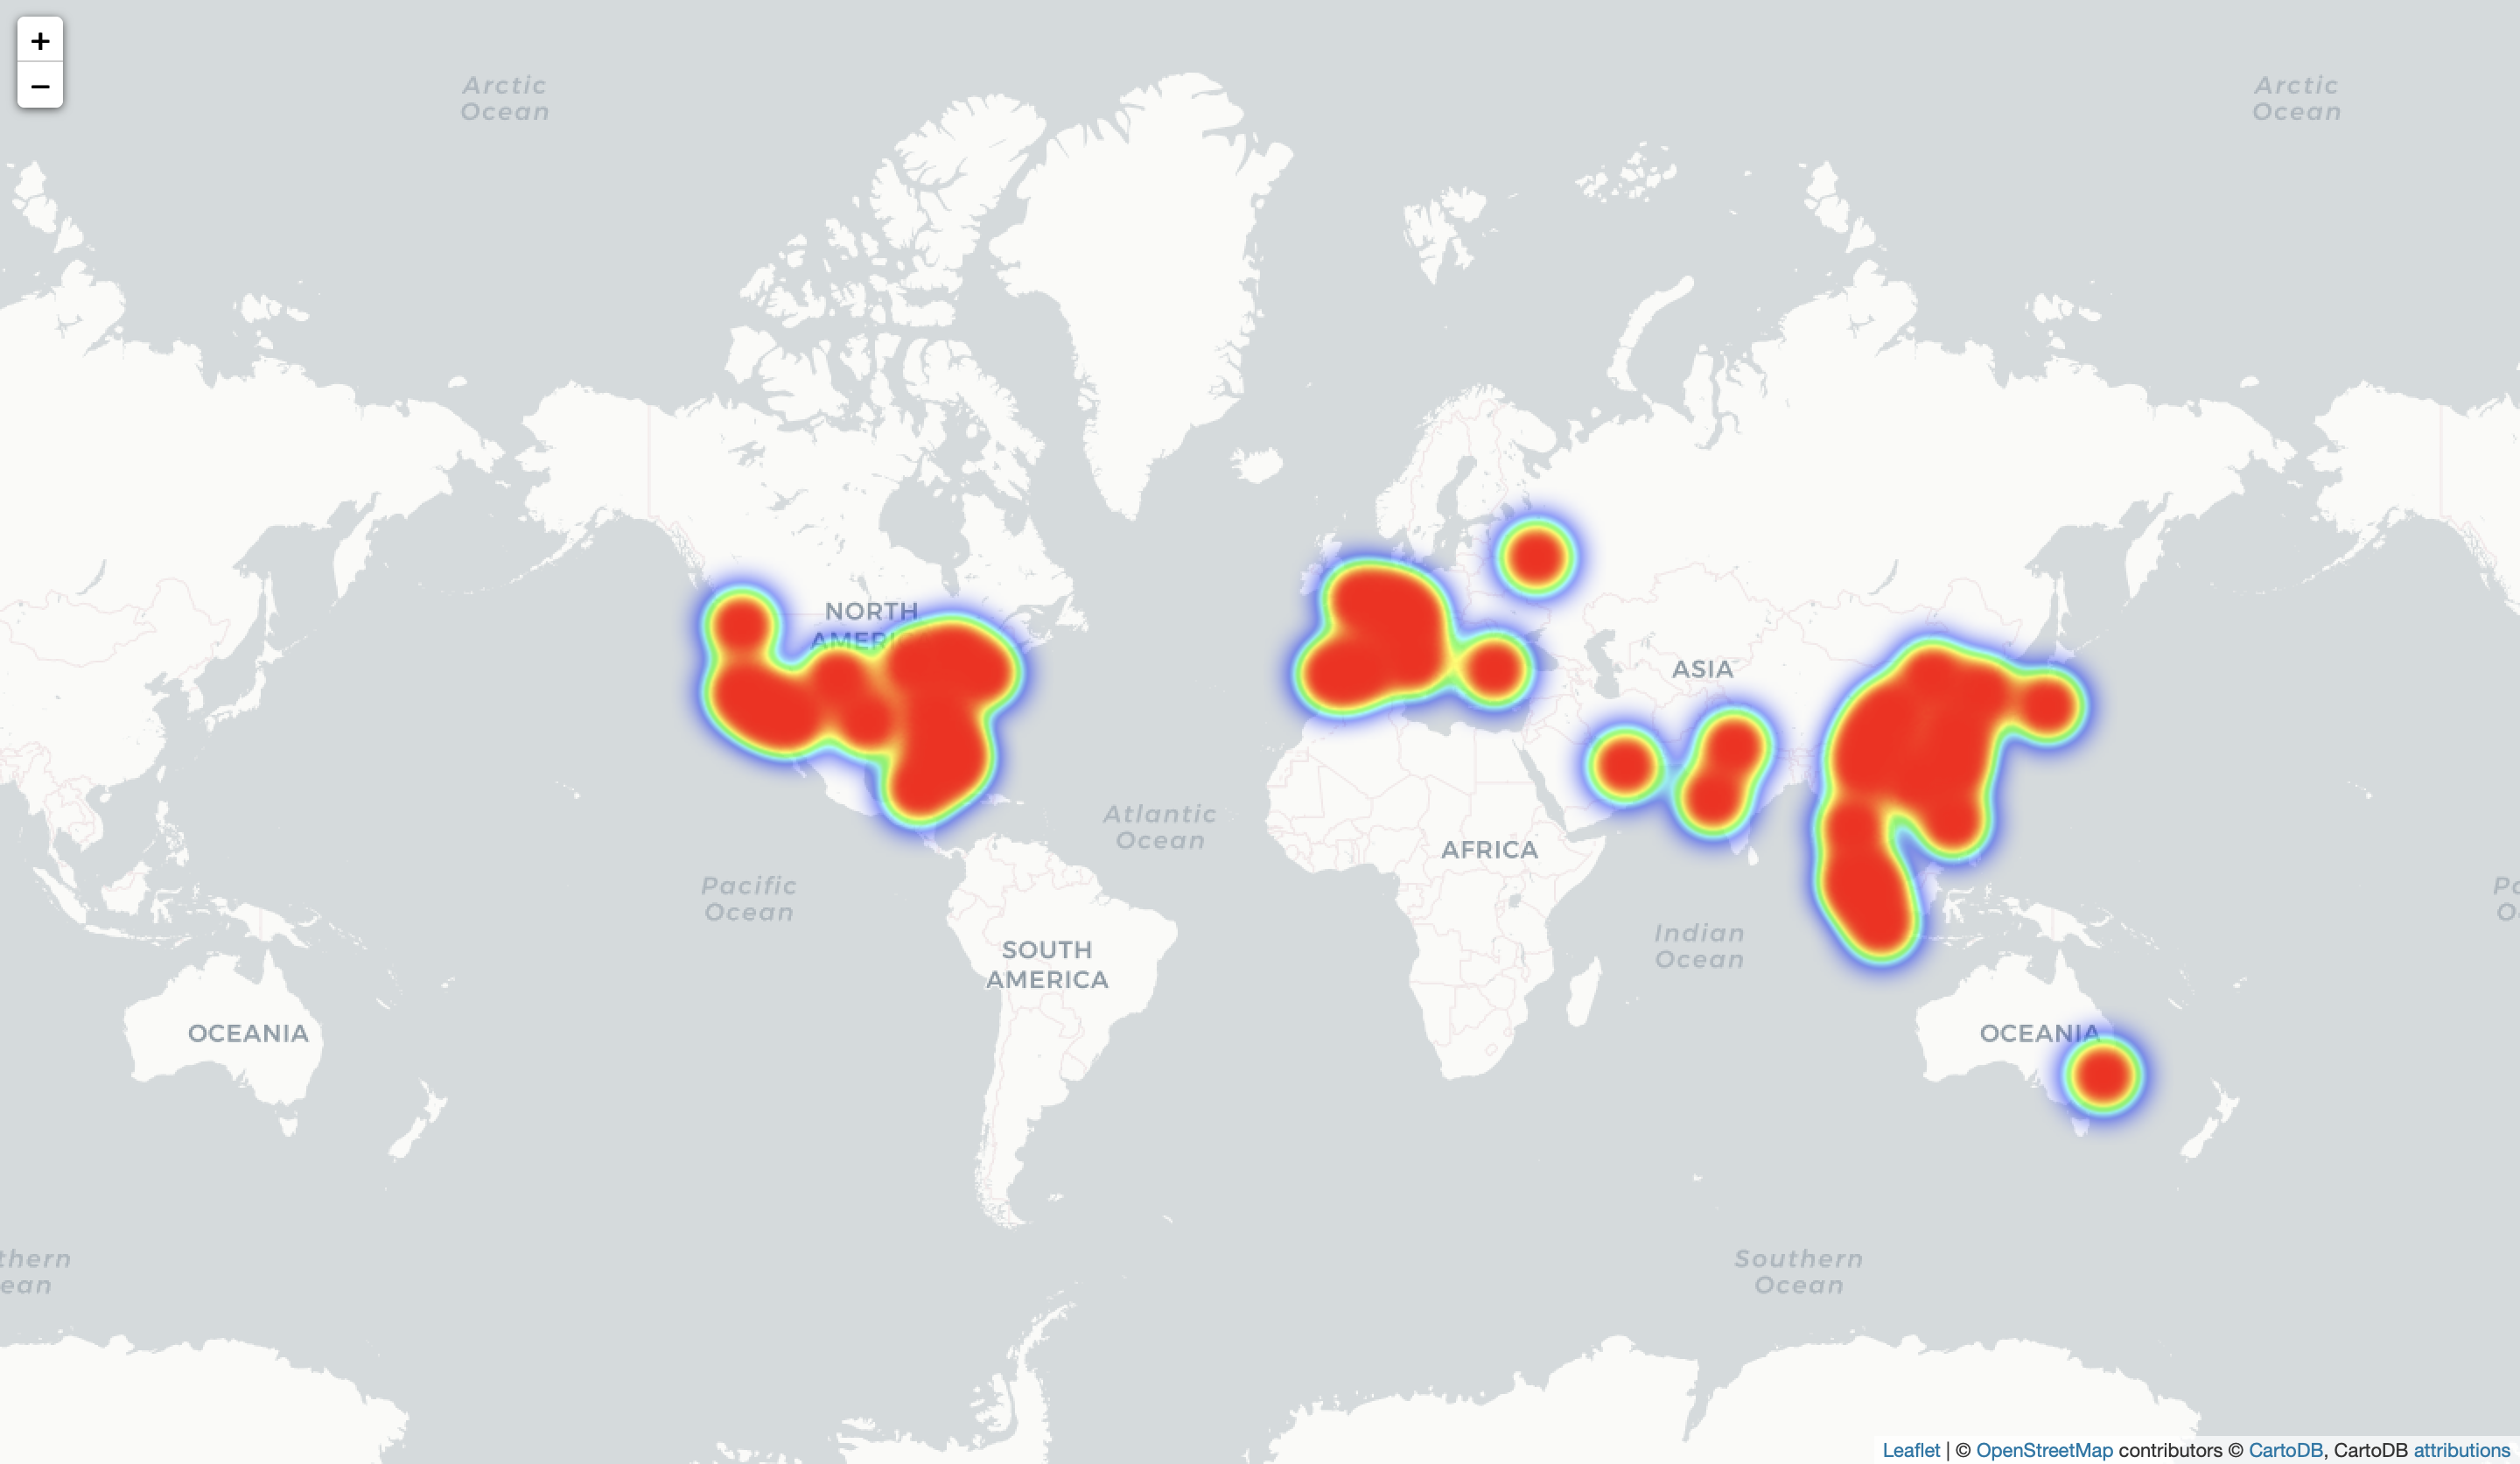 +
−
Arctic
Ocean
Arctic
Ocean
NORTH
AMERI
ASIA
Atlantic
Ocean
AFRICA
Pacific
Ocean
Pa
O
SOUTH
AMERICA
Indian
Ocean
OCEANIA
OCEANIA
thern
ean
Southern
Ocean
Leaflet | © OpenStreetMap contributors © CartoDB, CartoDB attributions